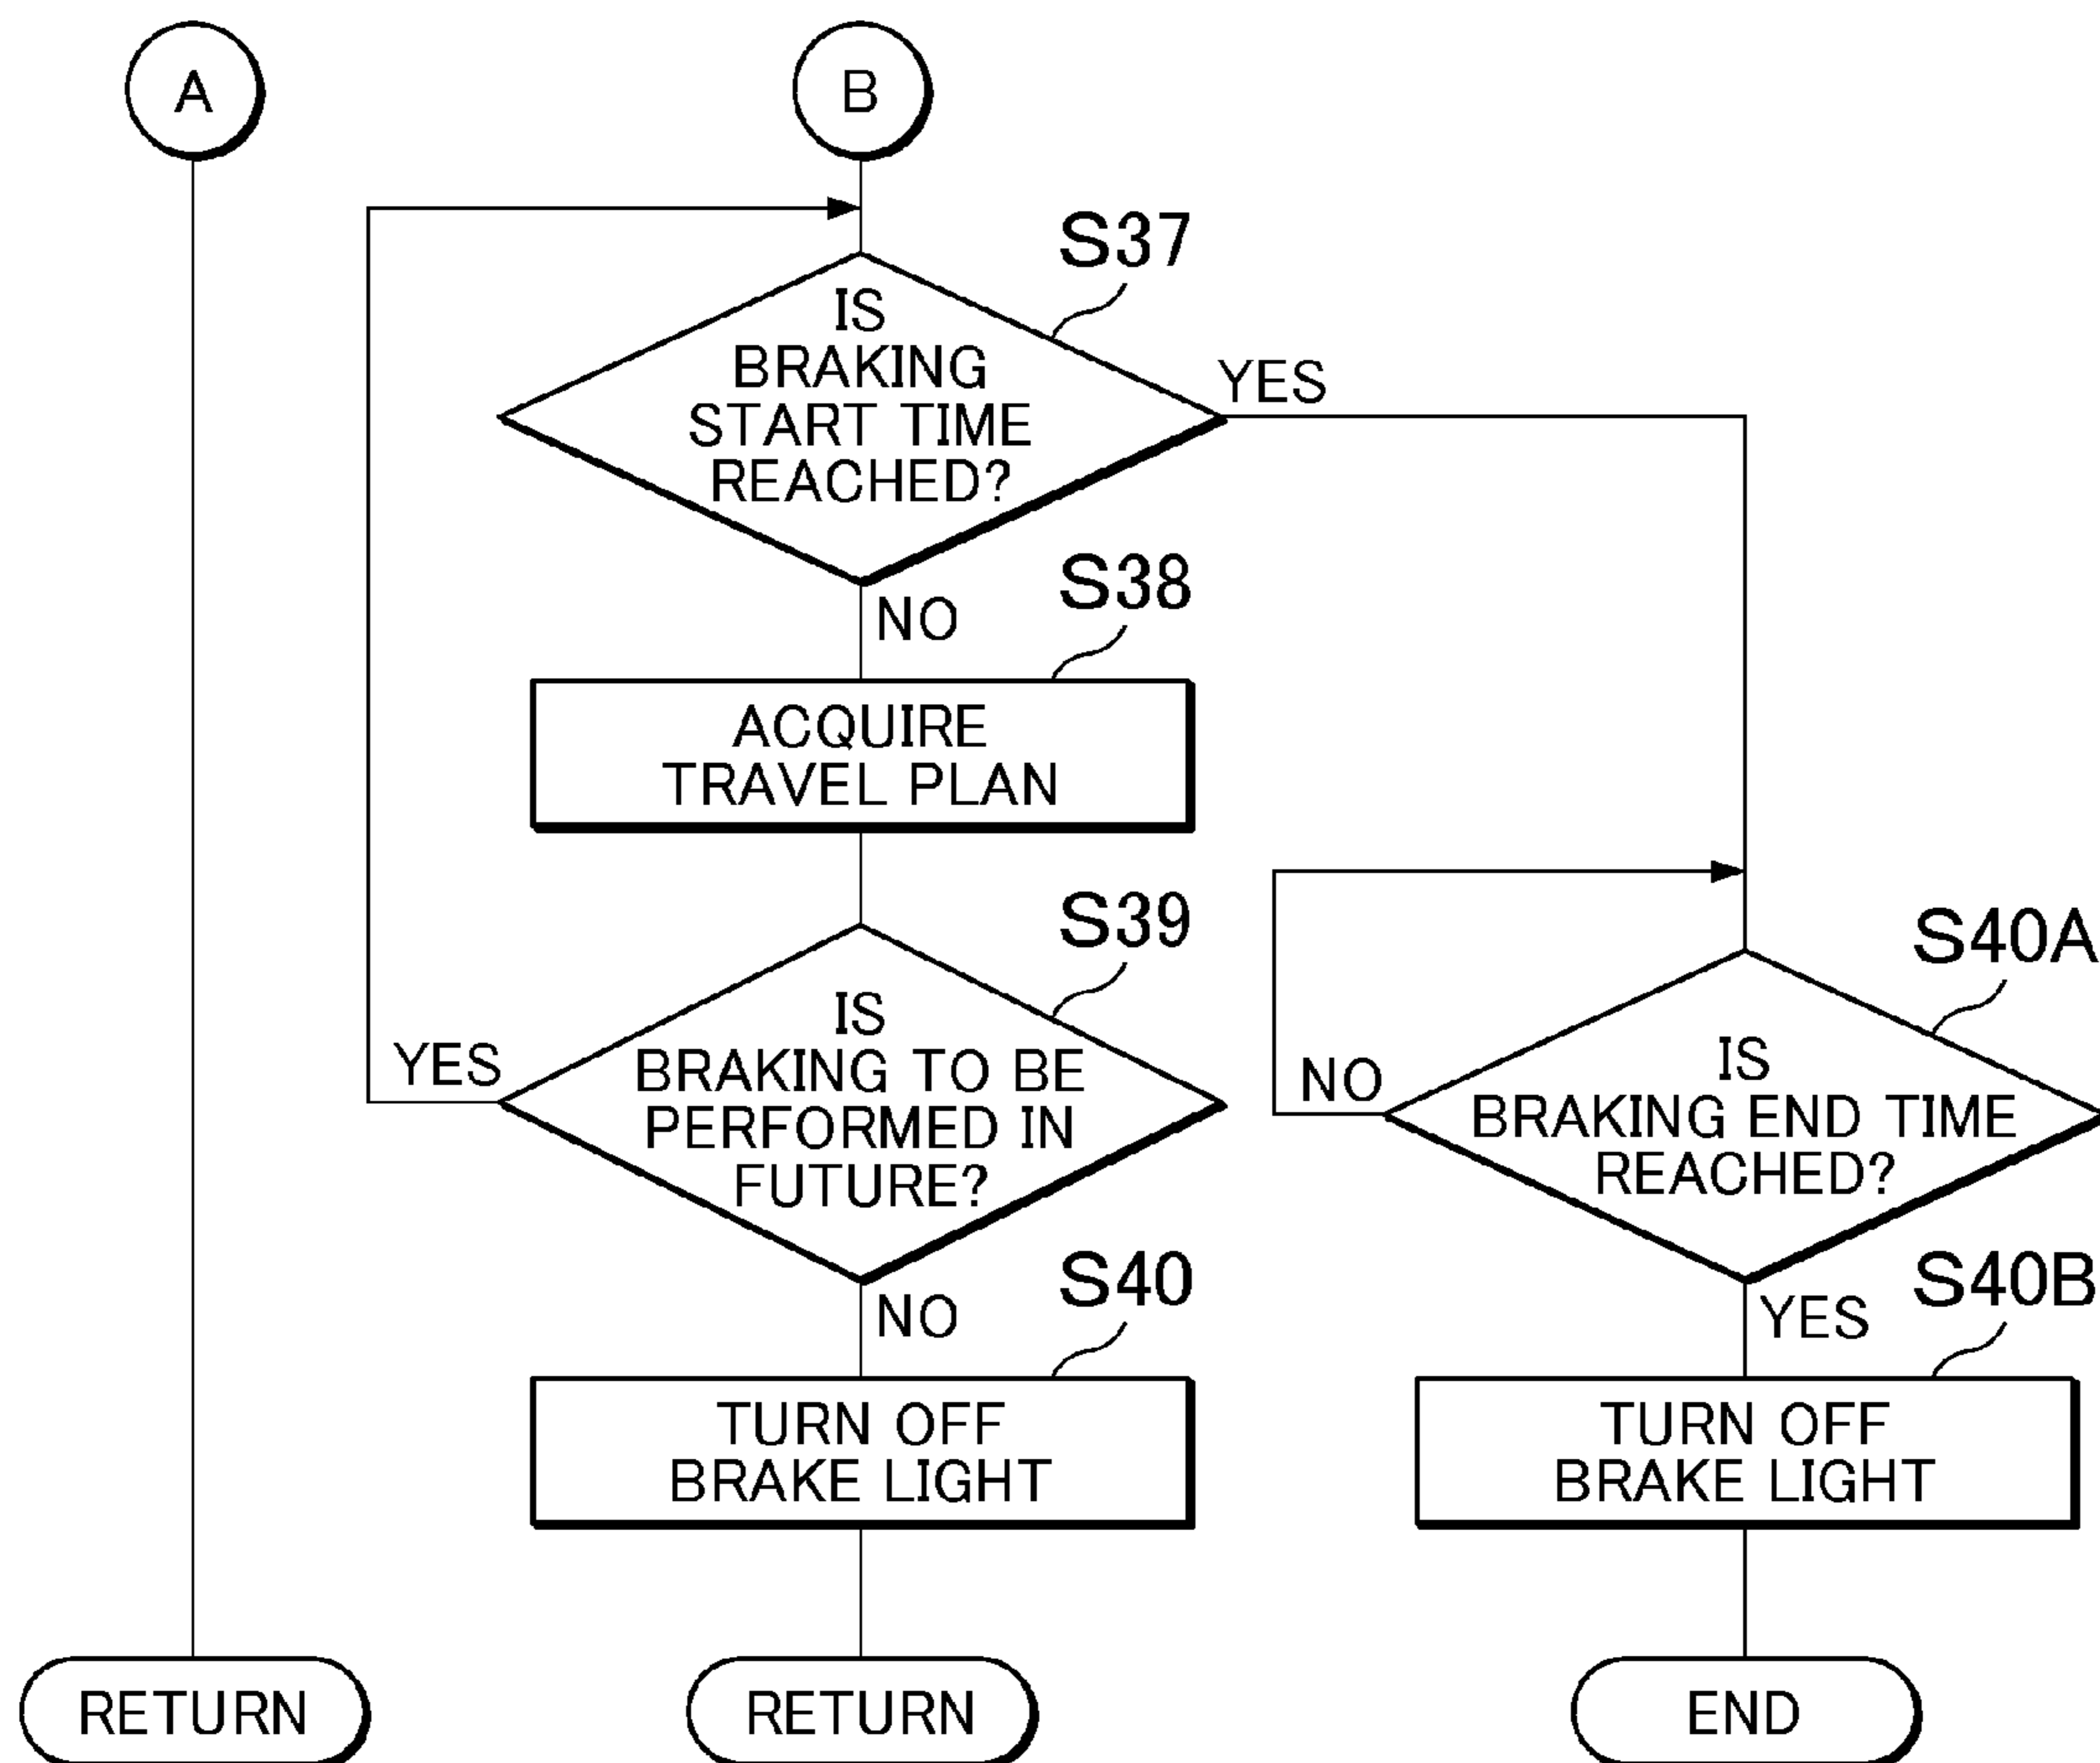 A
B
S37
IS
BRAKING
START TIME
REACHED?
YES
NO
S38
ACQUIRE
TRAVEL PLAN
S39
IS
BRAKING TO BE
PERFORMED IN
FUTURE?
YES
NO
S40
TURN OFF
BRAKE LIGHT
S40A
IS
BRAKING END TIME
REACHED?
NO
YES
S40B
TURN OFF
BRAKE LIGHT
RETURN
RETURN
END